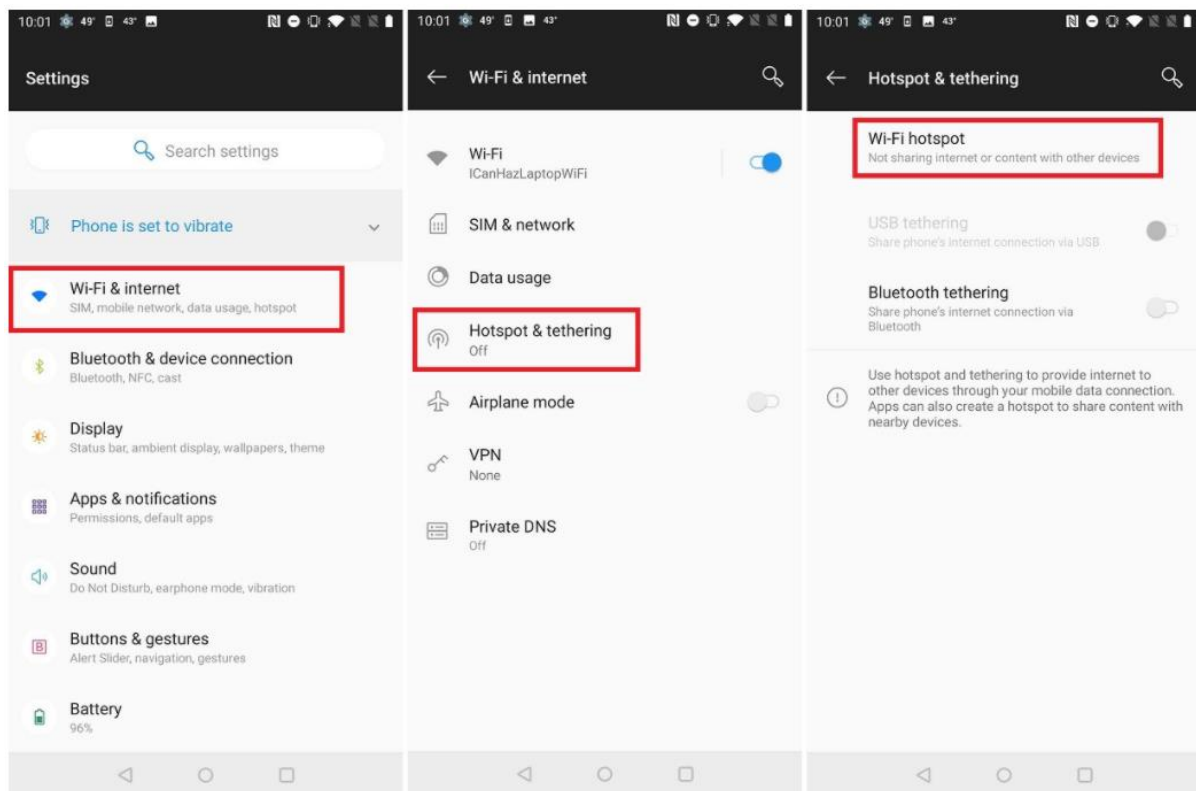 10:01 49° 43°
Settings
Search settings
Phone is set to vibrate
Wi-Fi & internet
SIM, mobile network, data usage, hotspot
Bluetooth & device connection
Bluetooth, NFC, cast
Display
Status bar, ambient display, wallpapers, theme
Apps & notifications
Permissions, default apps
Sound
Do Not Disturb, earphone mode, vibration
B
Buttons & gestures
Alert Slider, navigation, gestures
Battery
96%
10:01 49° 43°
Wi-Fi & internet
Wi-Fi
ICanHazLaptopWiFi
SIM & network
Data usage
Hotspot & tethering
Off
Airplane mode
VPN
None
Private DNS
Off
10:01 49° 43°
Hotspot & tethering
Wi-Fi hotspot
Not sharing internet or content with other devices
USB tethering
Share phone's internet connection via USB
Bluetooth tethering
Share phone's internet connection via
Bluetooth
Use hotspot and tethering to provide internet to
other devices through your mobile data connection.
Apps can also create a hotspot to share content with
nearby devices.